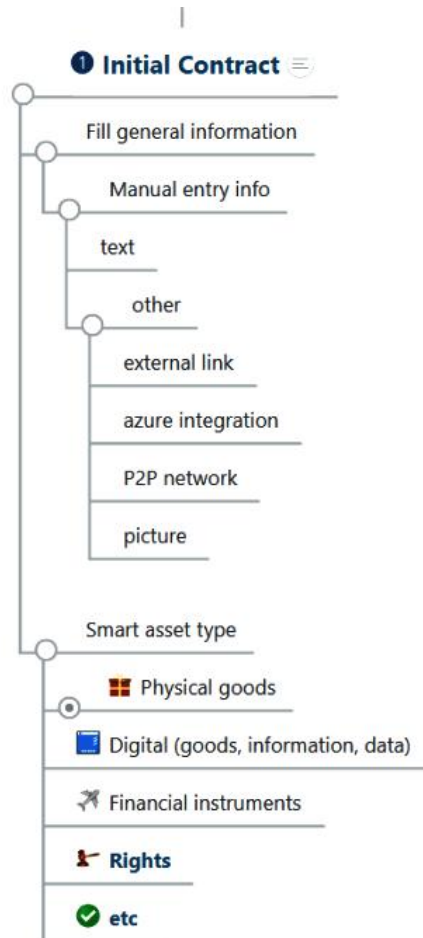 1 Initial Contract
Fill general information
Manual entry info
text
other
external link
azure integration
P2P network
picture
Smart asset type
Physical goods
Digital (goods, information, data)
Financial instruments
Rights
etc